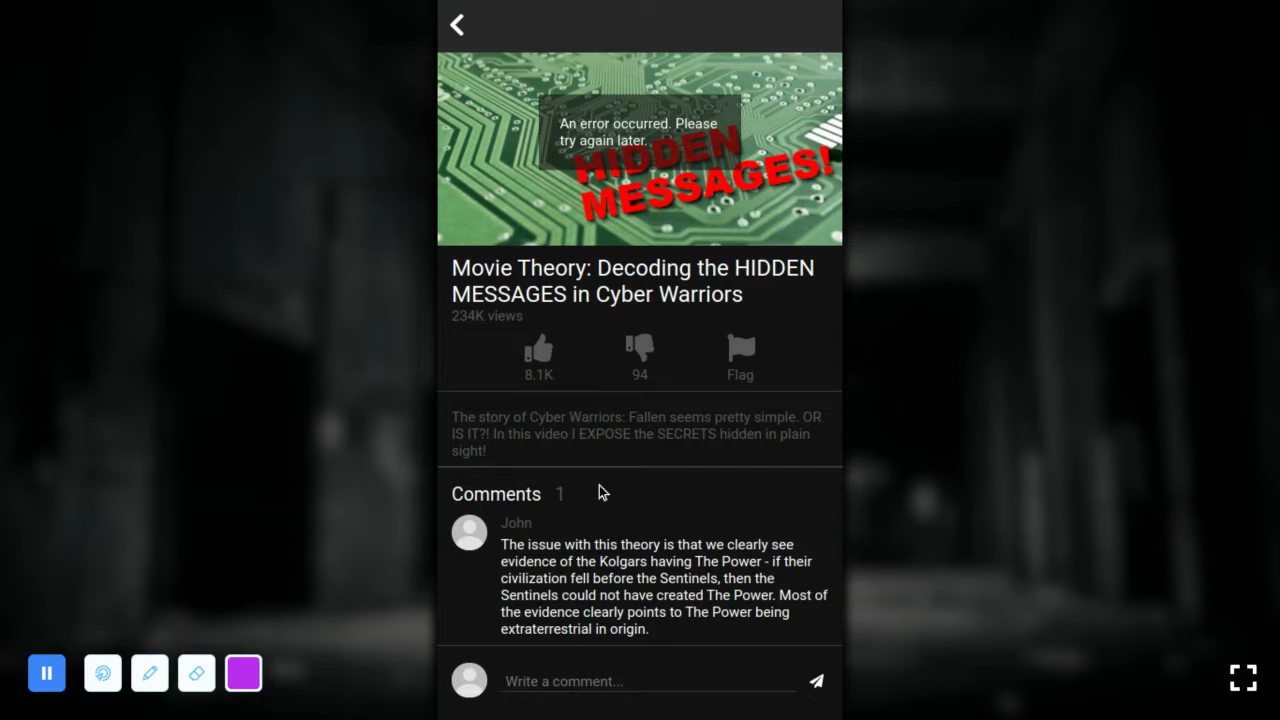 An error occurred. Please
try again later.
HIDDEN
MESSAGES!
Movie Theory: Decoding the HIDDEN
MESSAGES in Cyber Warriors
234K views
8.1K
94
Flag
The story of Cyber Warriors: Fallen seems pretty simple. OR
IS IT?! In this video I EXPOSE the SECRETS hidden in plain
sight!
Comments 1
John
The issue with this theory is that we clearly see
evidence of the Kolgars having The Power - if their
civilization fell before the Sentinels, then the
Sentinels could not have created The Power. Most of
the evidence clearly points to The Power being
extraterrestrial in origin.
Write a comment...